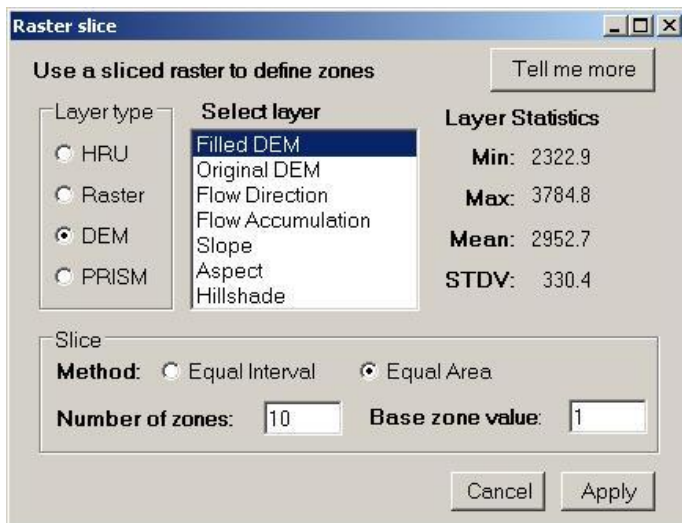 Raster slice
Use a sliced raster to define zones
Tell me more
Layer type
HRU
Raster
DEM
PRISM
Select layer
Filled DEM
Original DEM
Flow Direction
Flow Accumulation
Slope
Aspect
Hillshade
Layer Statistics
Min: 2322.9
Max: 3784.8
Mean: 2952.7
STDV: 330.4
Slice
Method: Equal Interval Equal Area
Number of zones: 10 Base zone value: 1
Cancel Apply